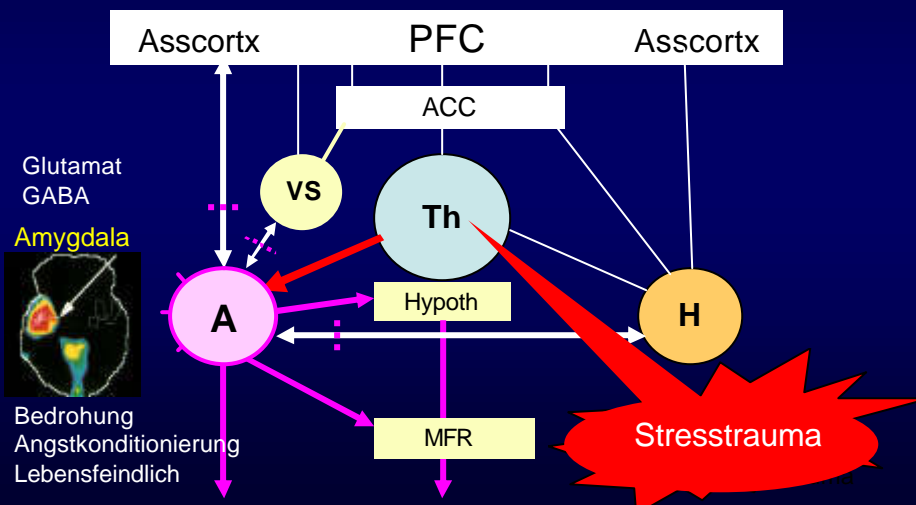 Asscortx PFC Asscortx
ACC
Glutamat
GABA
VS
Th
Amygdala
A
Hypoth
H
Bedrohung
Angstkonditionierung
Lebensfeindlich
MFR
Stresstrauma